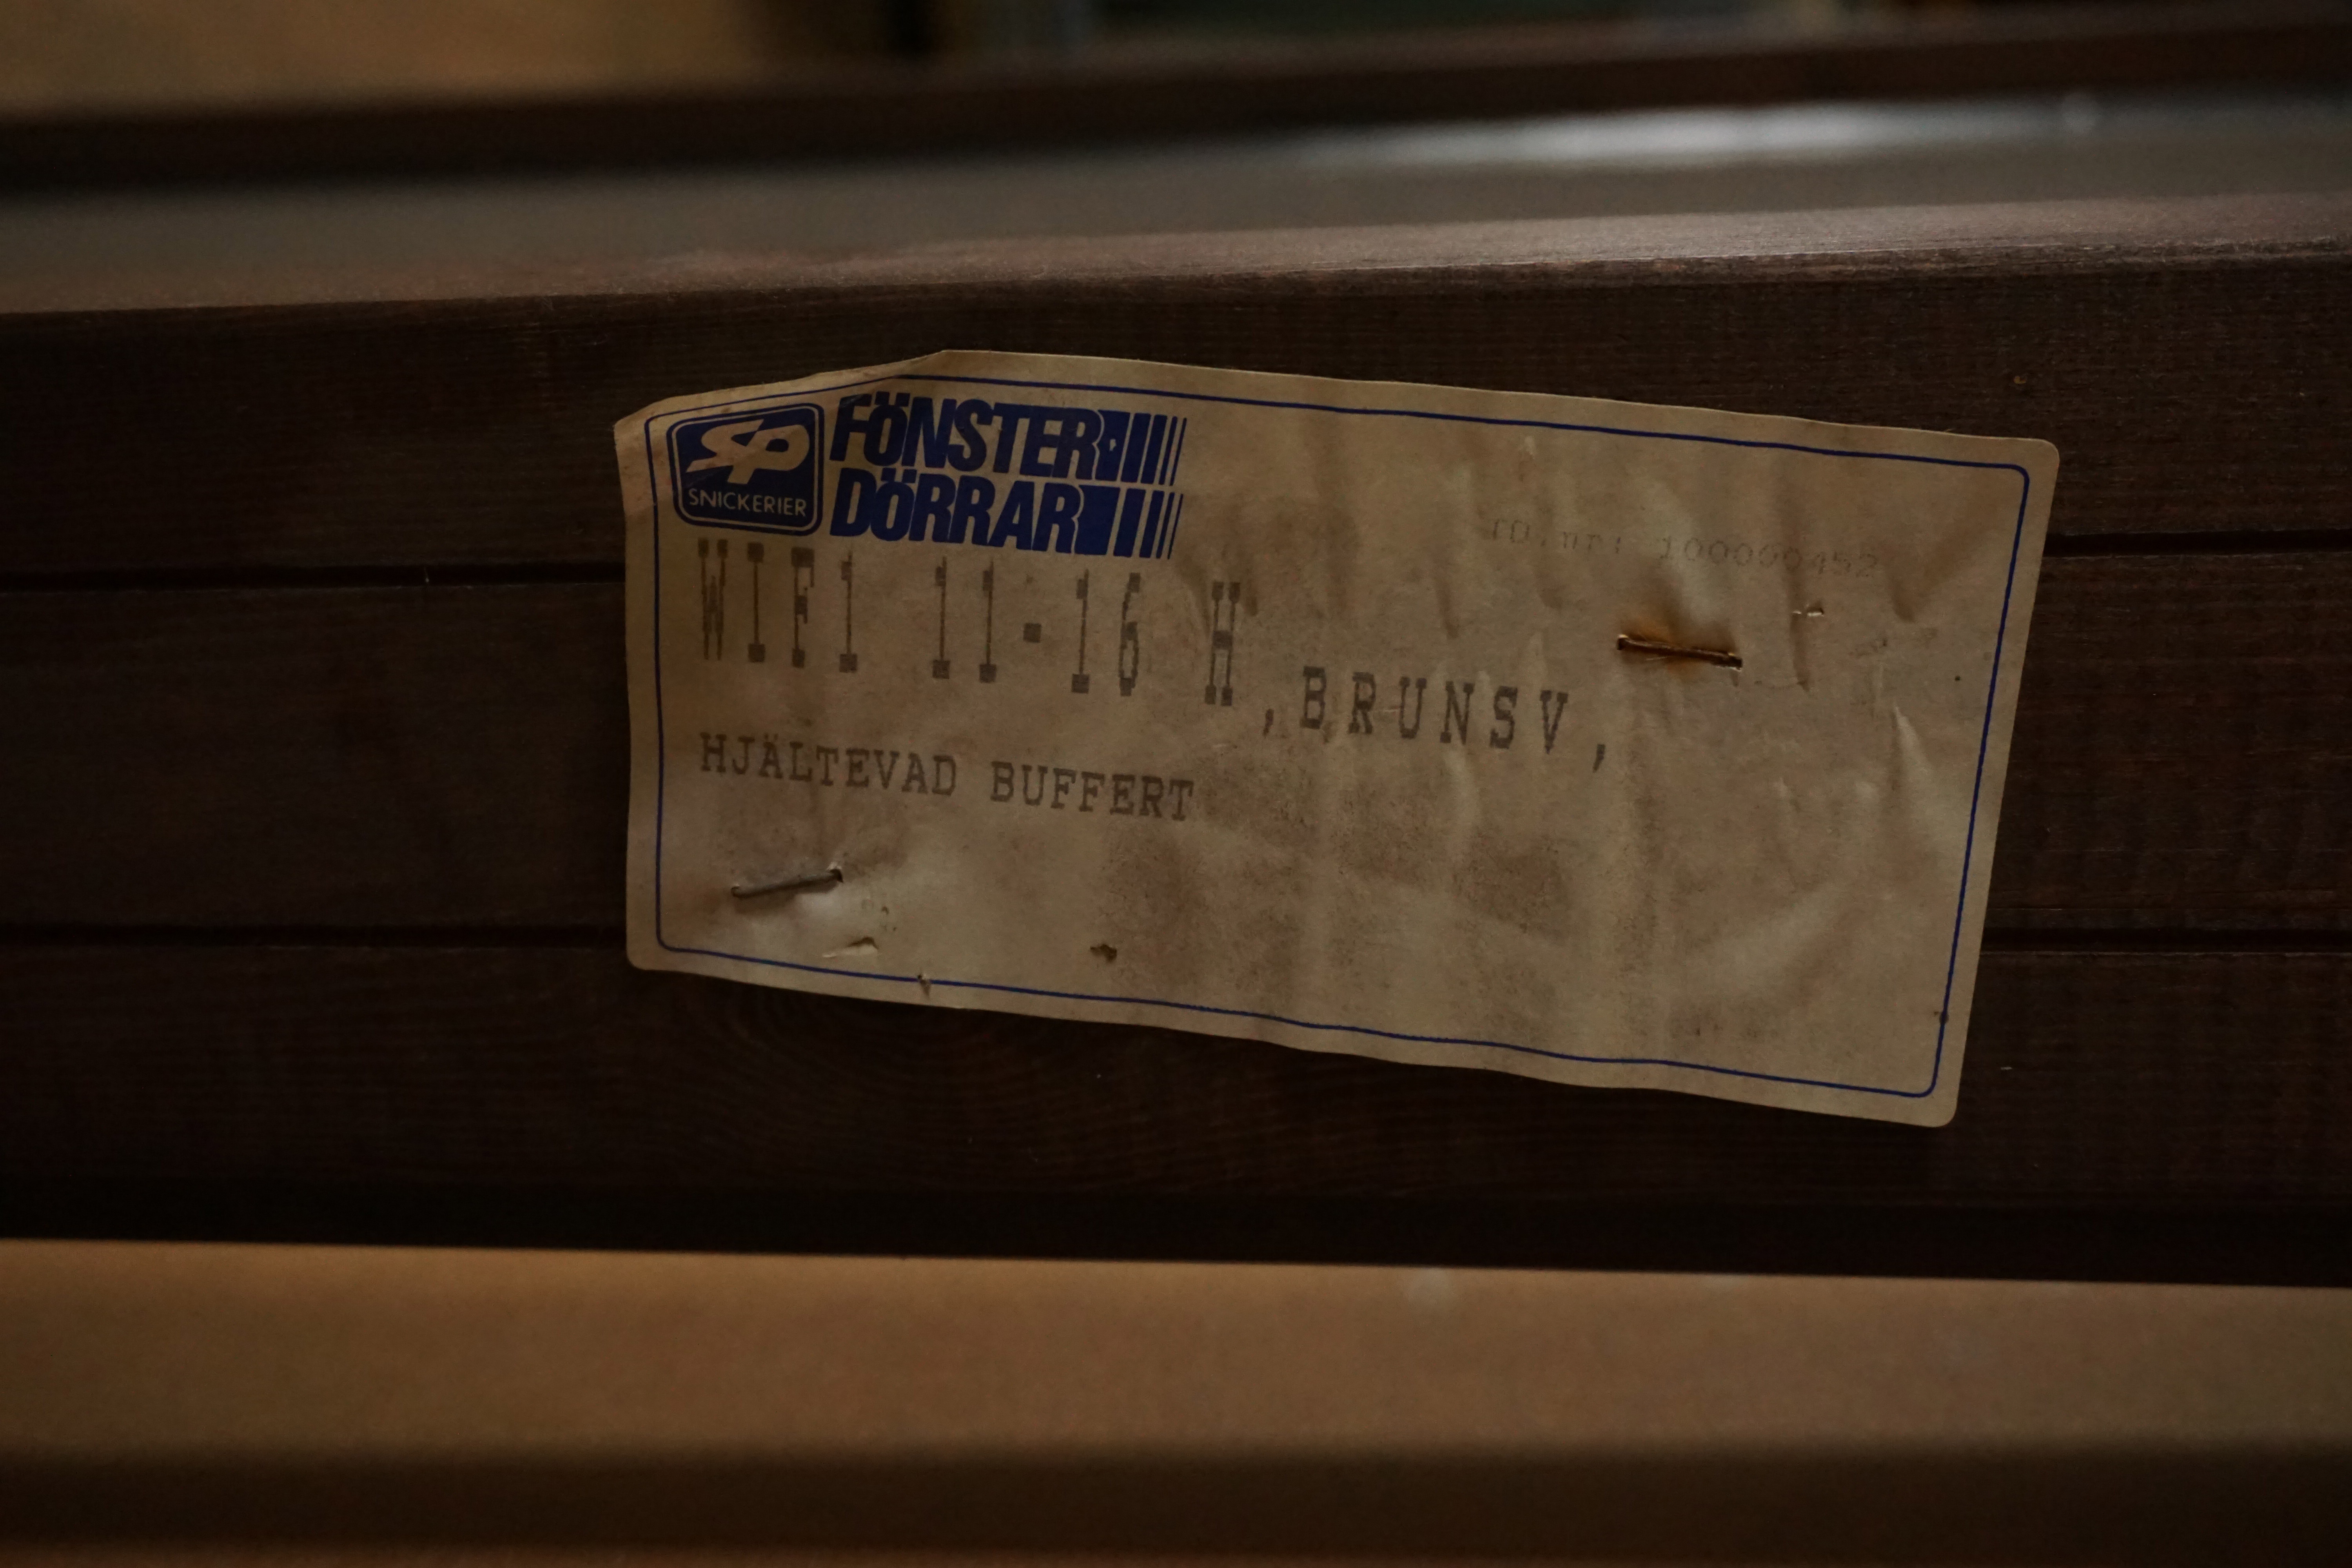 SP
SNICKERIER
FÖNSTER
DÖRRAR
WIF1 11-16 H ,BRUNSV,
HJÄLTEVAD BUFFERT